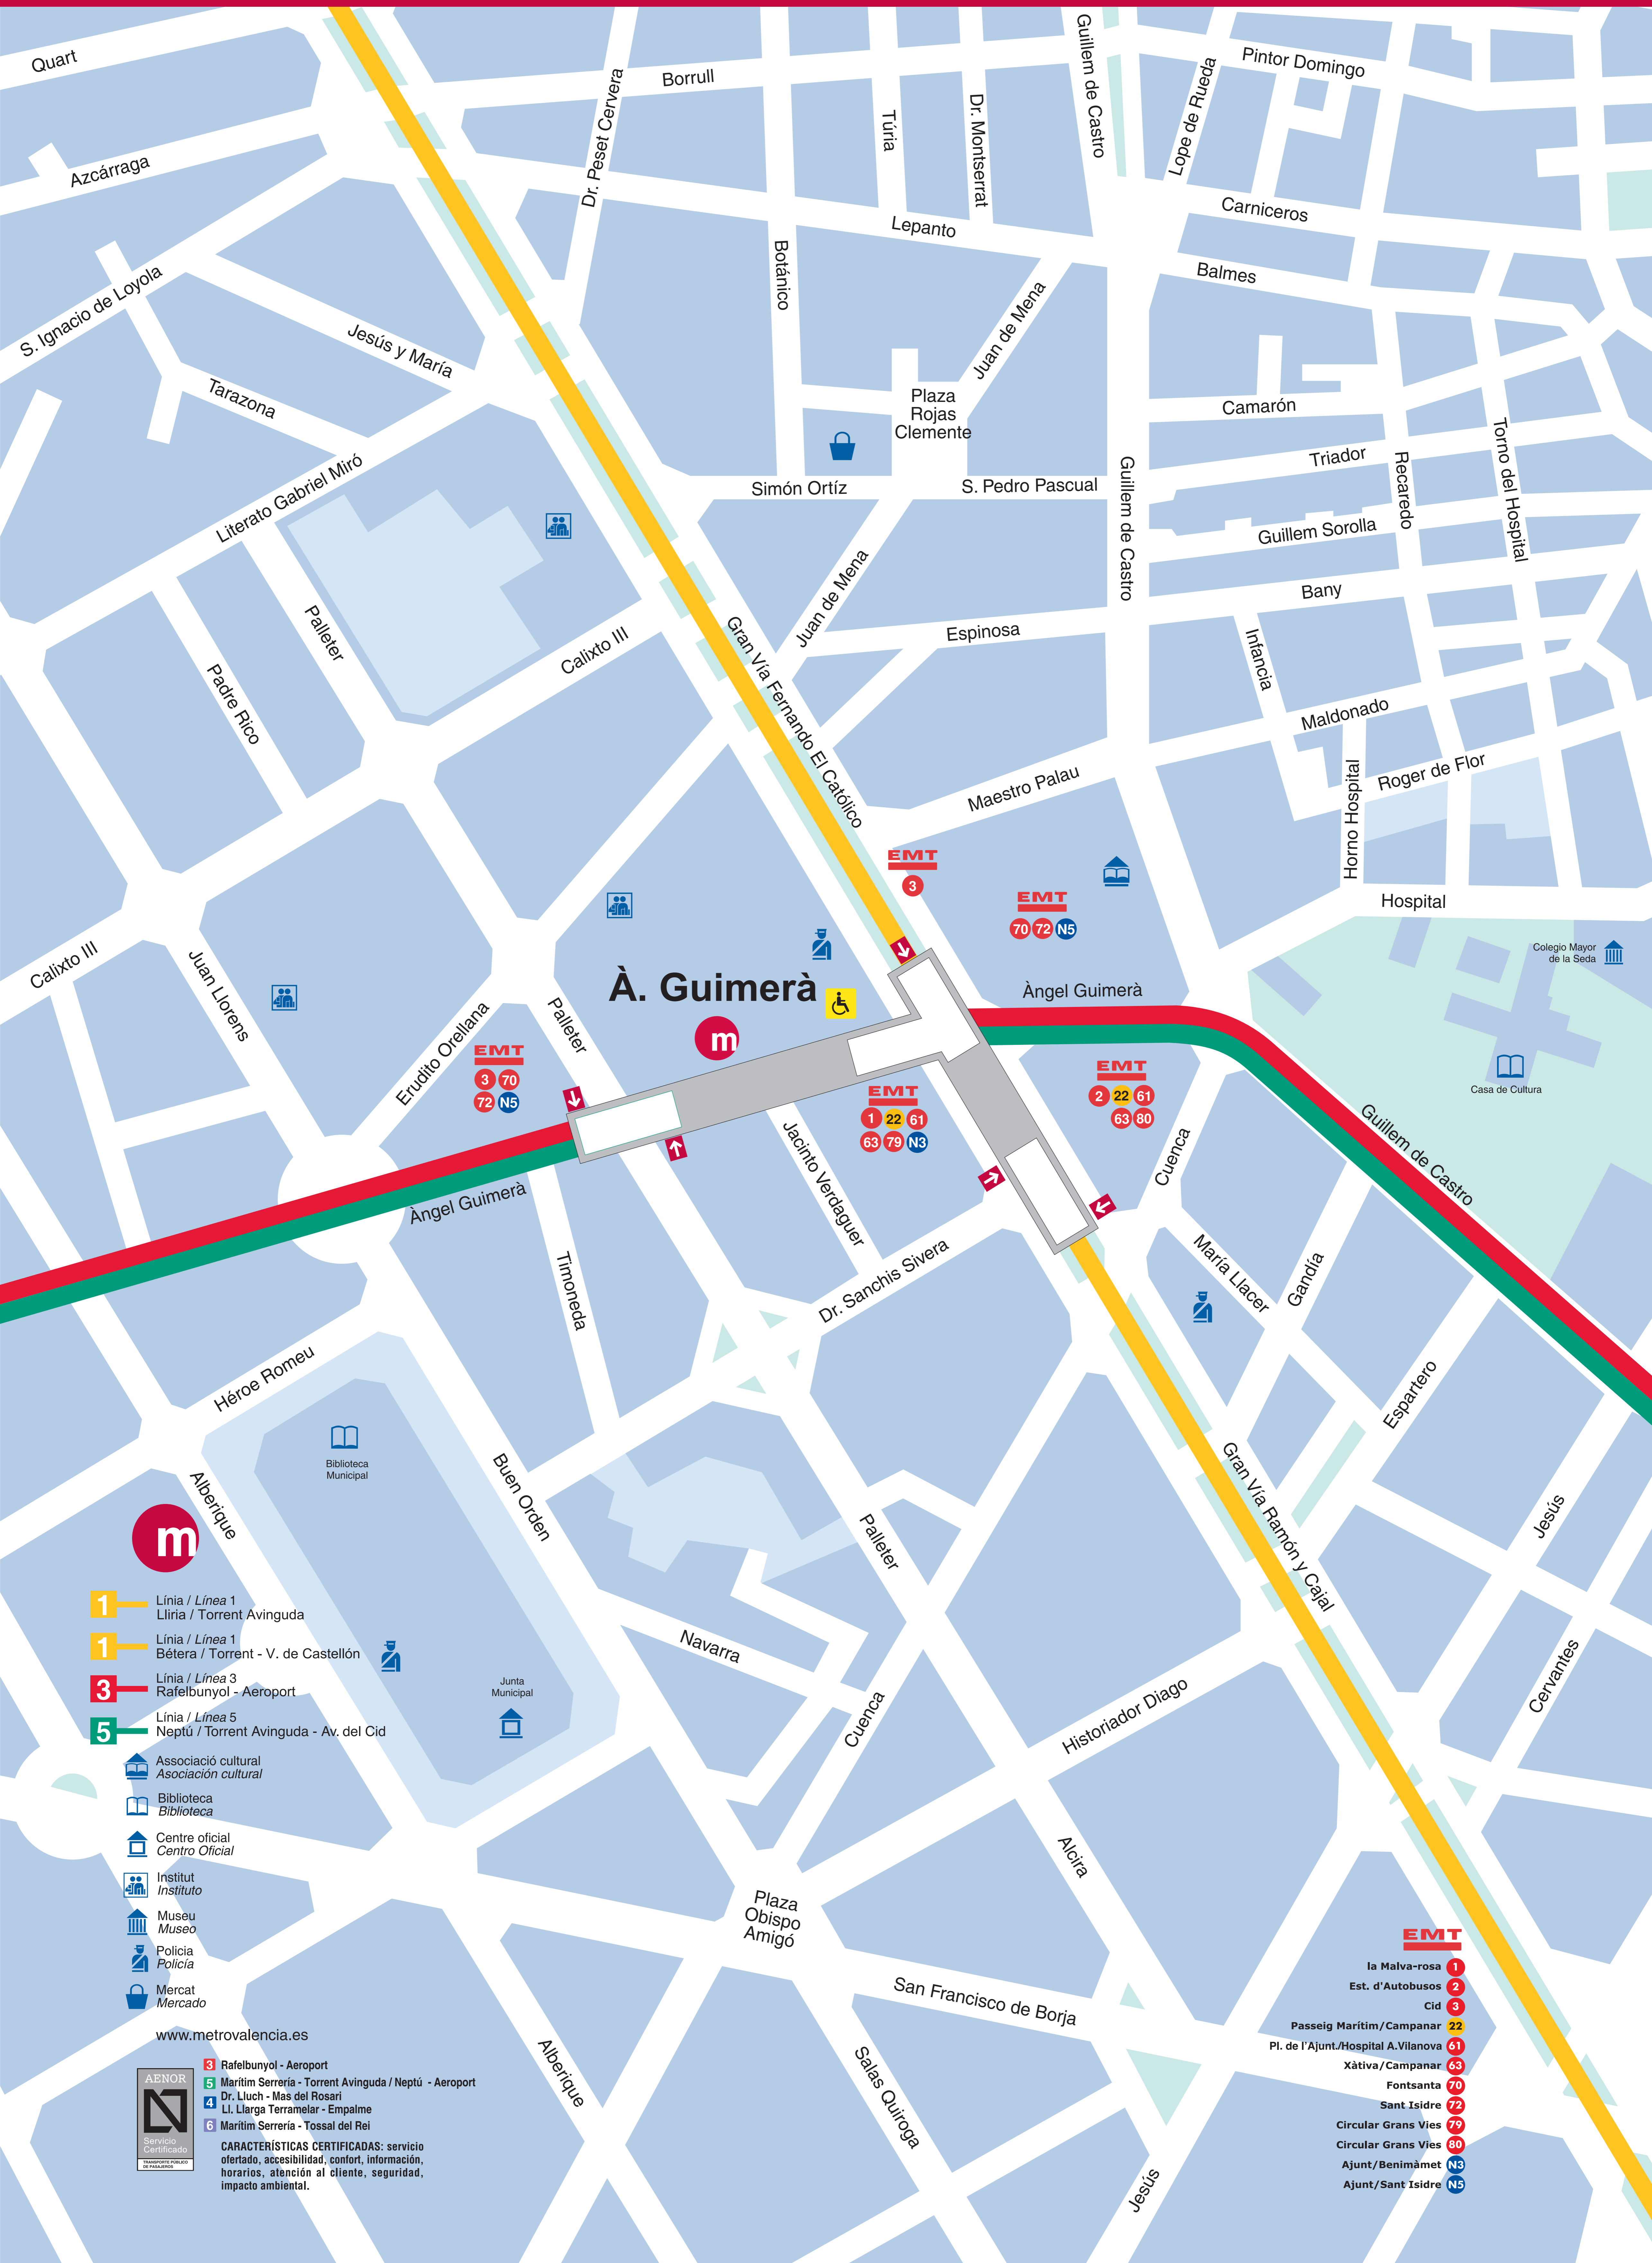 Quart
Borrull
Guillem de Castro
Pintor Domingo
Azcárraga
Dr. Peset Cervera
Túria
Dr. Montserrat
Lope de Rueda
Carniceros
Lepanto
S. Ignacio de Loyola
Botánico
Balmes
Jesús y María
Juan de Mena
Tarazona
Plaza
Rojas
Clemente
Camarón
Literato Gabriel Miró
Simón Ortíz
S. Pedro Pascual
Guillem de Castro
Triador
Recaredo
Torno del Hospital
Guillem Sorolla
Palleter
Juan de Mena
Bany
Espinosa
Calixto III
Padre Rico
Gran Vía Fernando El Católico
Infancia
Maldonado
Maestro Palau
Roger de Flor
Horno Hospital
EMT
3
EMT
70 72 N5
Hospital
Colegio Mayor
de la Seda
Calixto III
Juan Llorens
À. Guimerà
m
Àngel Guimerà
Palleter
Erudito Orellana
EMT
3 70
72 N5
EMT
1 22 61
63 79 N3
EMT
2 22 61
63 80
Casa de Cultura
Guillem de Castro
Jacinto Verdaguer
Cuenca
Àngel Guimerà
Timoneda
Dr. Sanchis Sivera
María Llacer
Gandía
Héroe Romeu
Espartero
Biblioteca
Municipal
Alberique
Buen Orden
Palleter
Gran Vía Ramón y Cajal
Jesús
Navarra
Junta
Municipal
Cuenca
Historiador Diago
Cervantes
Alcira
Plaza
Obispo
Amigó
San Francisco de Borja
Alberique
Salas Quiroga
Jesús
m
1 Línia / Línea 1
Lliria / Torrent Avinguda
1 Línia / Línea 1
Bétera / Torrent - V. de Castellón
3 Línia / Línea 3
Rafelbunyol - Aeroport
5 Línia / Línea 5
Neptú / Torrent Avinguda - Av. del Cid
Associació cultural
Asociación cultural
Biblioteca
Biblioteca
Centre oficial
Centro Oficial
Institut
Instituto
Museu
Museo
Policia
Policía
Mercat
Mercado
www.metrovalencia.es
AENOR
N
Servicio
Certificado
TRANSPORTE PÚBLICO
DE PASAJEROS
3 Rafelbunyol - Aeroport
5 Marítim Serrería - Torrent Avinguda / Neptú - Aeroport
4 Dr. Lluch - Mas del Rosari
Ll. Llarga Terramelar - Empalme
6 Marítim Serrería - Tossal del Rei
CARACTERÍSTICAS CERTIFICADAS: servicio
ofertado, accesibilidad, confort, información,
horarios, atención al cliente, seguridad,
impacto ambiental.
EMT
la Malva-rosa 1
Est. d'Autobusos 2
Cid 3
Passeig Marítim/Campanar 22
Pl. de l'Ajunt./Hospital A.Vilanova 61
Xàtiva/Campanar 63
Fontsanta 70
Sant Isidre 72
Circular Grans Vies 79
Circular Grans Vies 80
Ajunt/Benimàmet N3
Ajunt/Sant Isidre N5